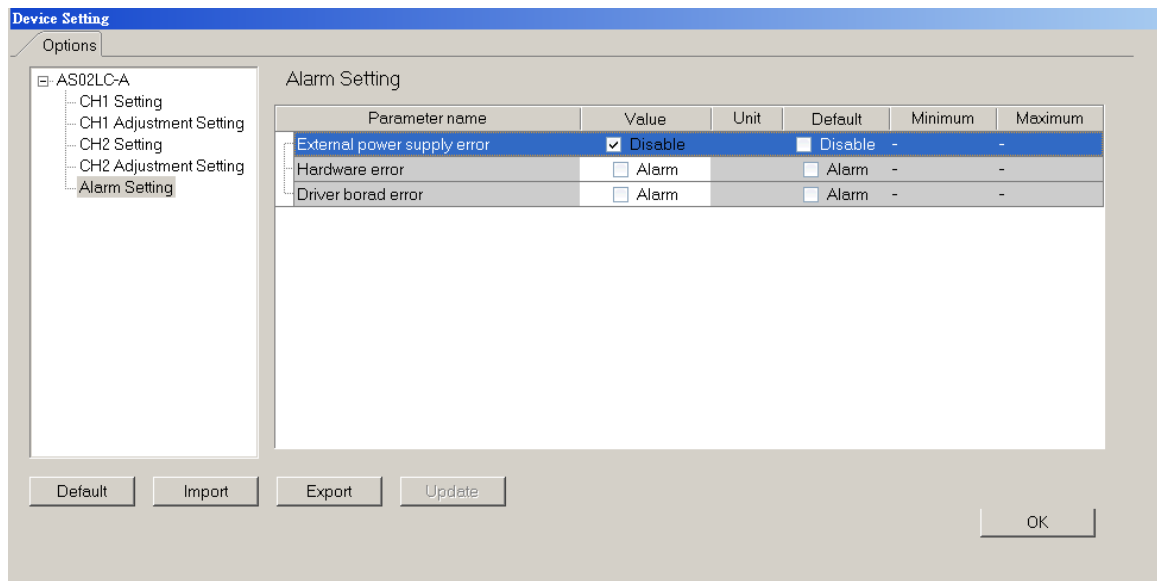 Device Setting
Options
AS02LC-A
CH1 Setting
CH1 Adjustment Setting
CH2 Setting
CH2 Adjustment Setting
Alarm Setting
Alarm Setting
Parameter name Value Unit Default Minimum Maximum
External power supply error Disable Disable - -
Hardware error Alarm Alarm - -
Driver borad error Alarm Alarm - -
Default Import Export Update
OK